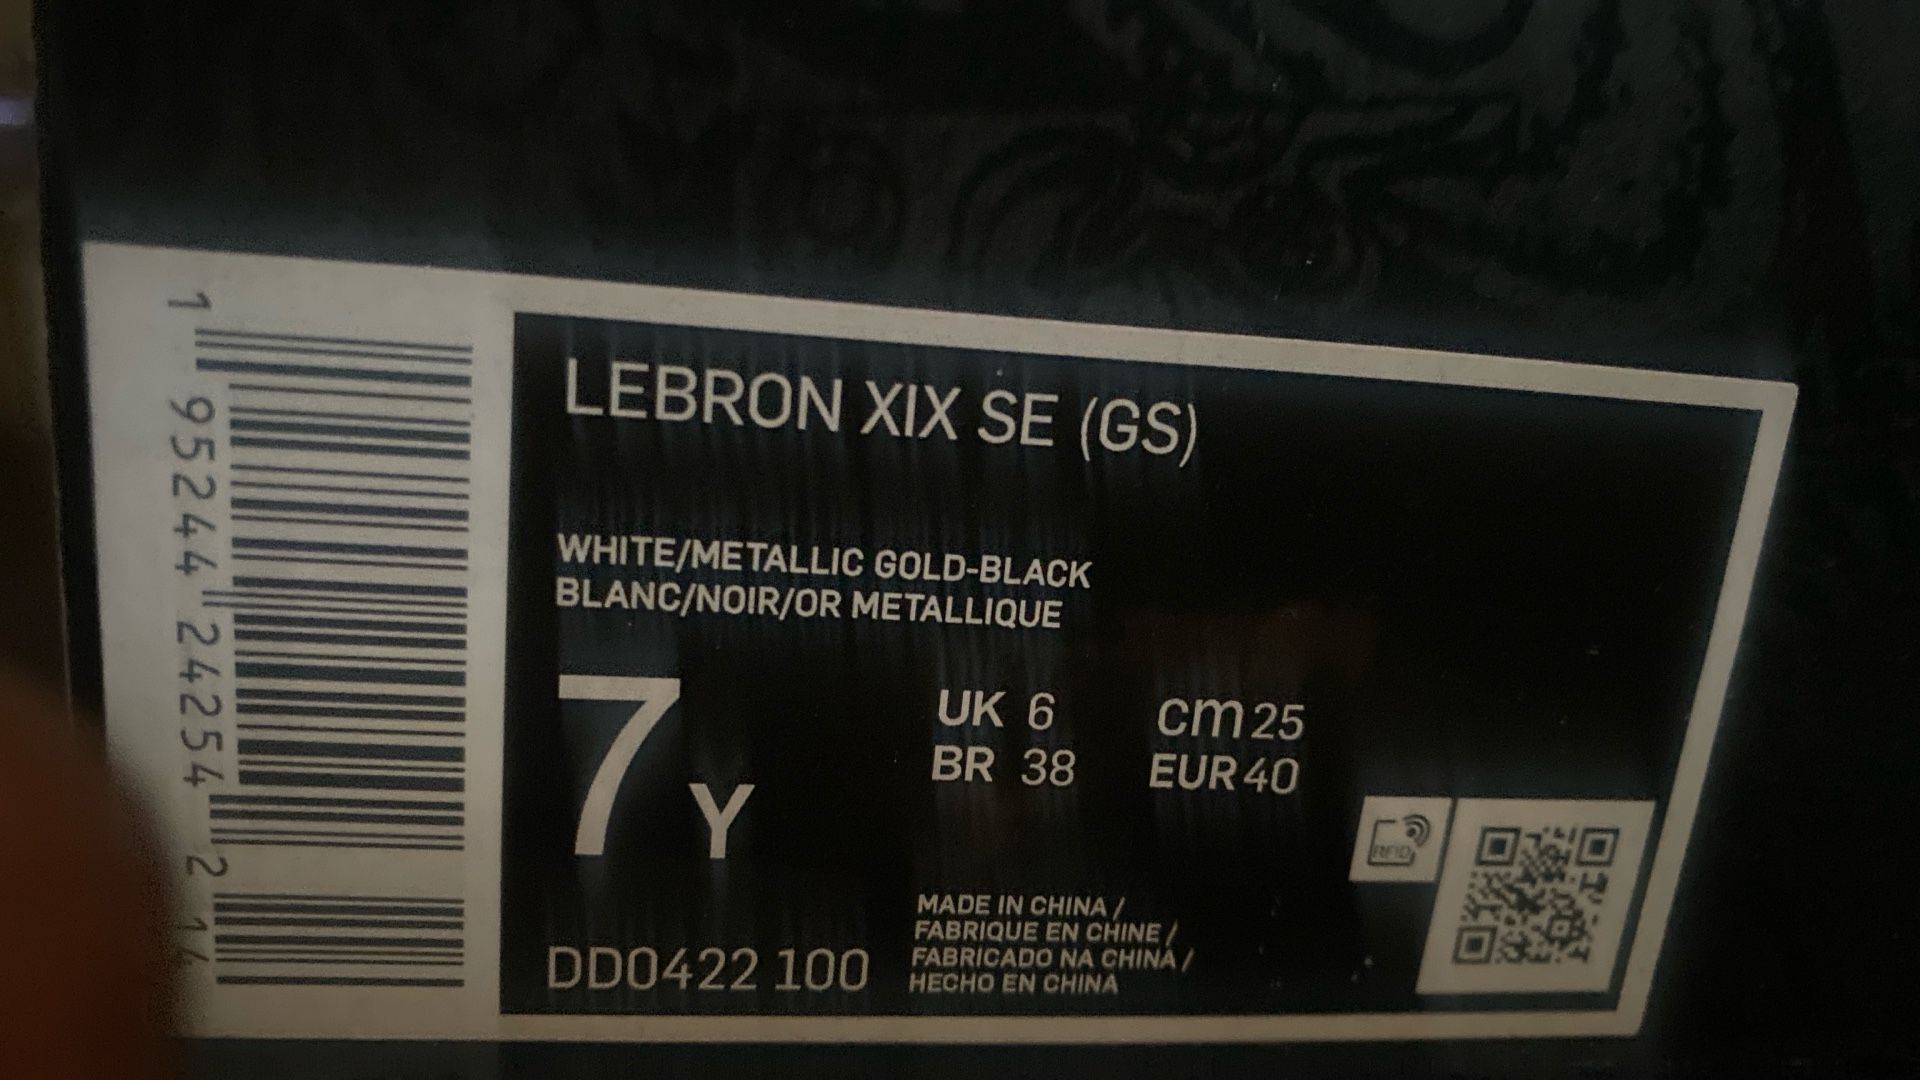 LEBRON XIX SE (GS)
WHITE/METALLIC GOLD-BLACK
BLANC/NOIR/OR METALLIQUE
7 Y
UK 6 cm 25
BR 38 EUR 40
RFID
DD0422 100
MADE IN CHINA /
FABRIQUE EN CHINE /
FABRICADO NA CHINA /
HECHO EN CHINA
1 95244 24254 2